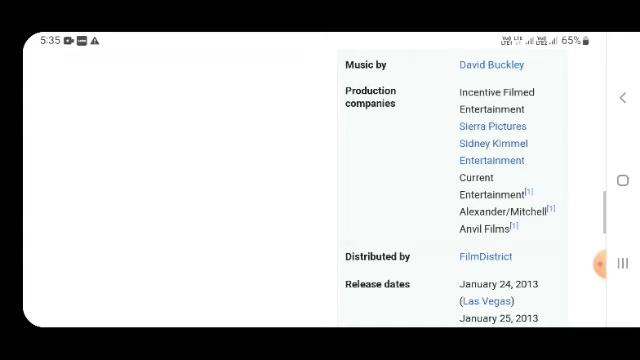 5:35 65%
Music by David Buckley
Production companies
Incentive Filmed
Entertainment
Sierra Pictures
Sidney Kimmel
Entertainment
Current
Entertainment[1]
Alexander/Mitchell[1]
Anvil Films[1]
Distributed by FilmDistrict
Release dates January 24, 2013
(Las Vegas)
January 25, 2013